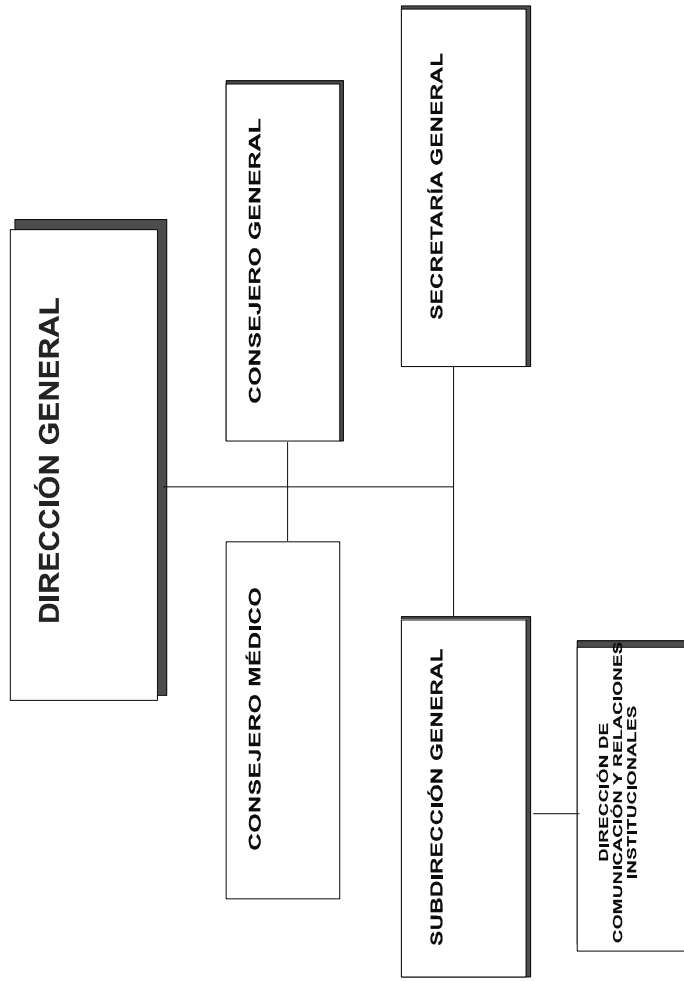 DIRECCIÓN GENERAL
CONSEJERO MÉDICO
CONSEJERO GENERAL
SUBDIRECCIÓN GENERAL
SECRETARÍA GENERAL
DIRECCIÓN DE
COMUNICACIÓN Y RELACIONES
INSTITUCIONALES